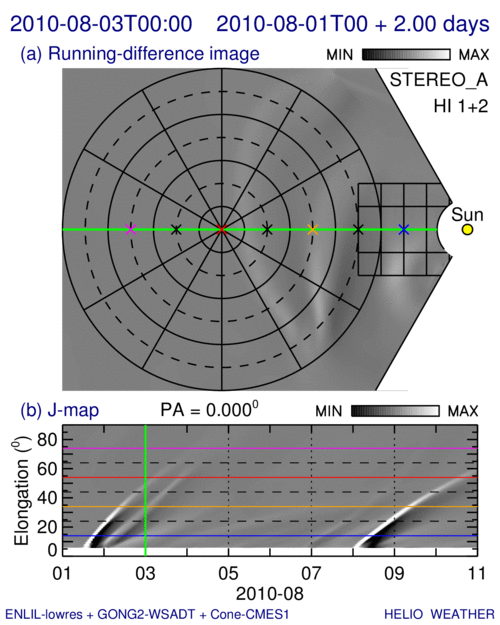 2010-08-03T00:00 2010-08-01T00 + 2.00 days
(a) Running-difference image MIN MAX
STEREO_A
HI 1+2
Sun
(b) J-map PA = 0.000⁰ MIN MAX
Elongation (⁰)
80
60
40
20
0
01 03 05 07 09 11
2010-08
ENLIL-lowres + GONG2-WSADT + Cone-CMES1 HELIO WEATHER